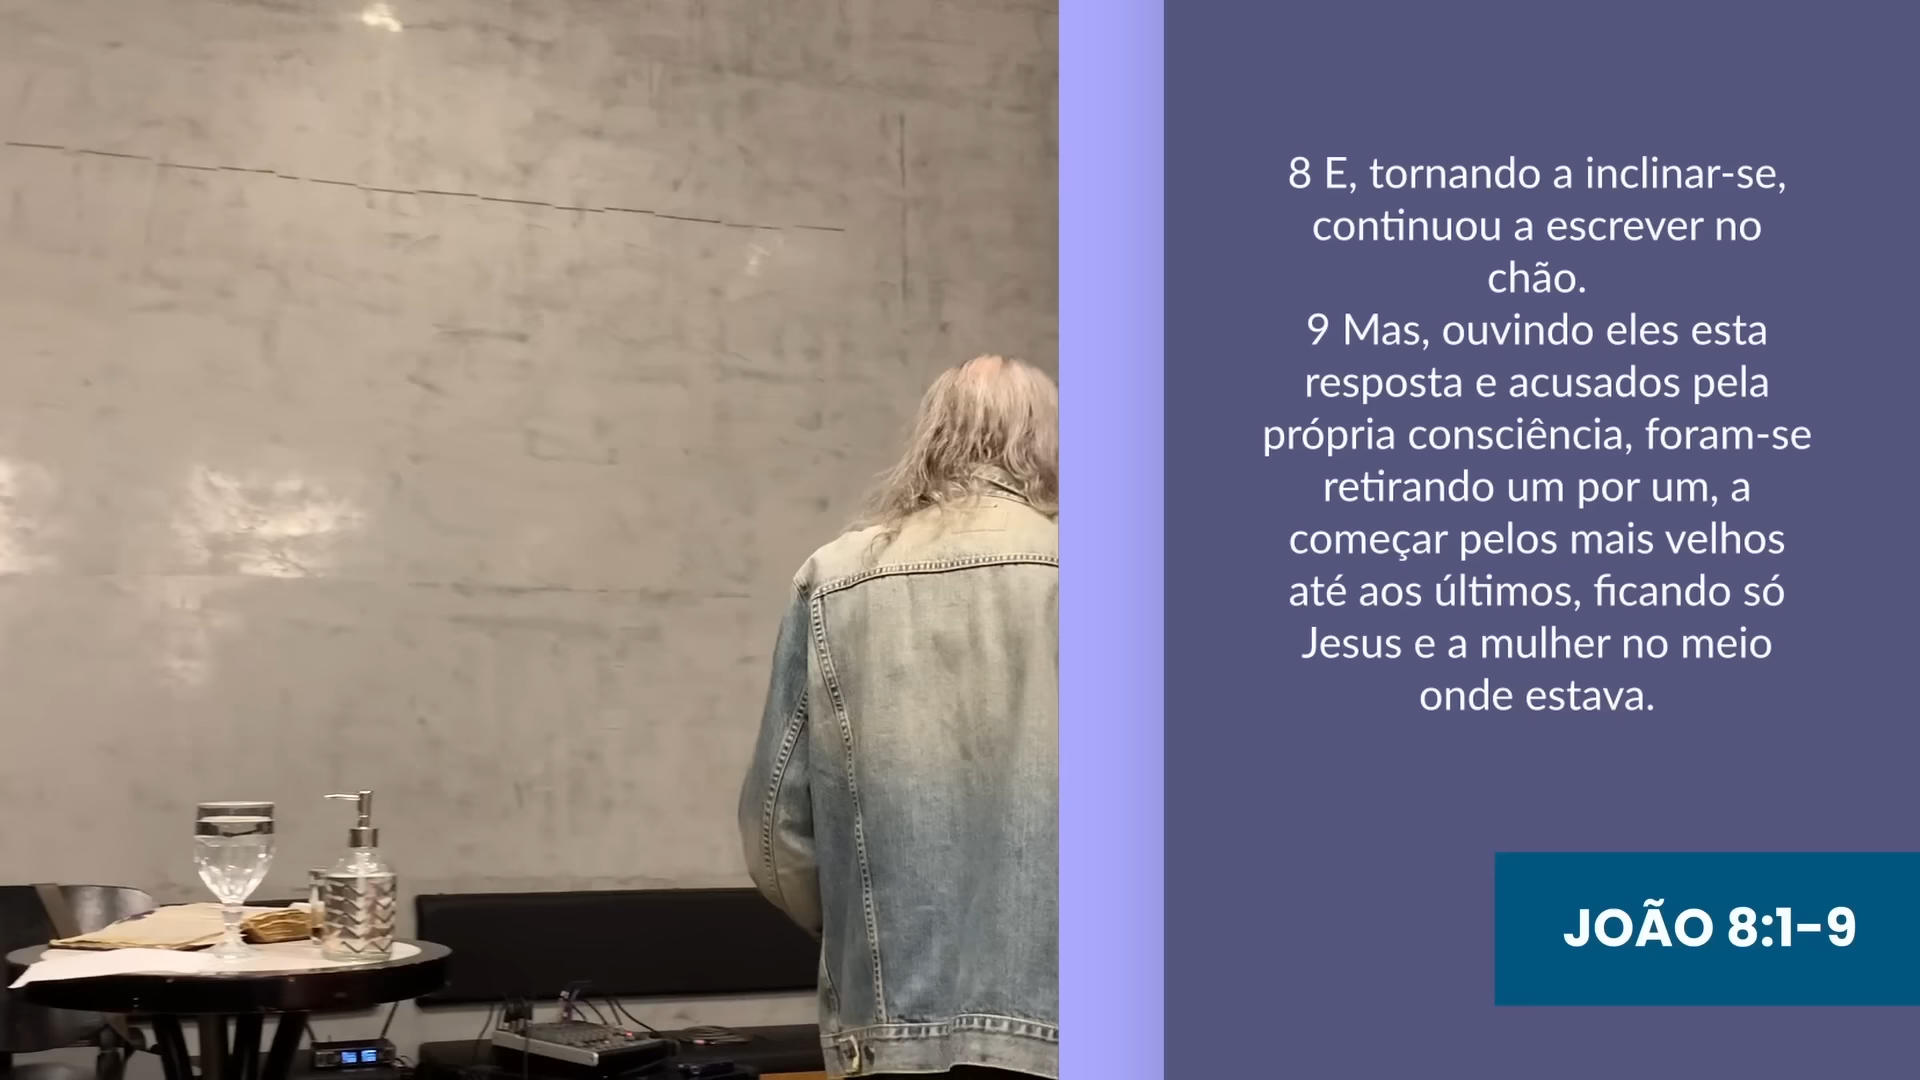 8 E, tornando a inclinar-se,
continuou a escrever no
chão.
9 Mas, ouvindo eles esta
resposta e acusados pela
própria consciência, foram-se
retirando um por um, a
começar pelos mais velhos
até aos últimos, ficando só
Jesus e a mulher no meio
onde estava.
JOÃO 8:1-9